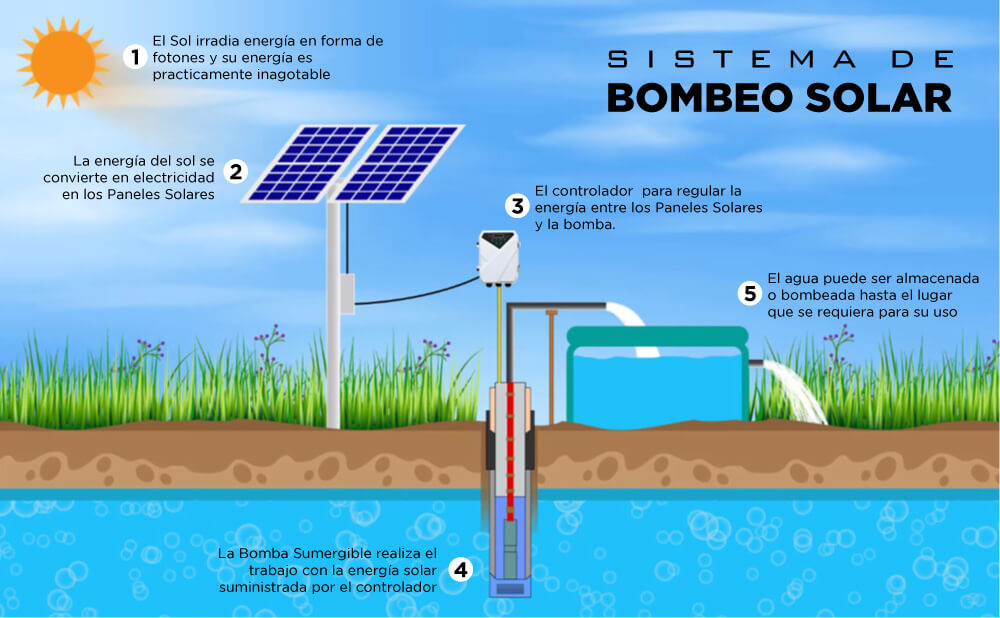 SISTEMA DE
BOMBEO SOLAR
1
El Sol irradia energía en forma de
fotones y su energía es
practicamente inagotable
2
La energía del sol se
convierte en electricidad
en los Paneles Solares
3
El controlador para regular la
energía entre los Paneles Solares
y la bomba.
4
La Bomba Sumergible realiza el
trabajo con la energía solar
suministrada por el controlador
5
El agua puede ser almacenada
o bombeada hasta el lugar
que se requiera para su uso